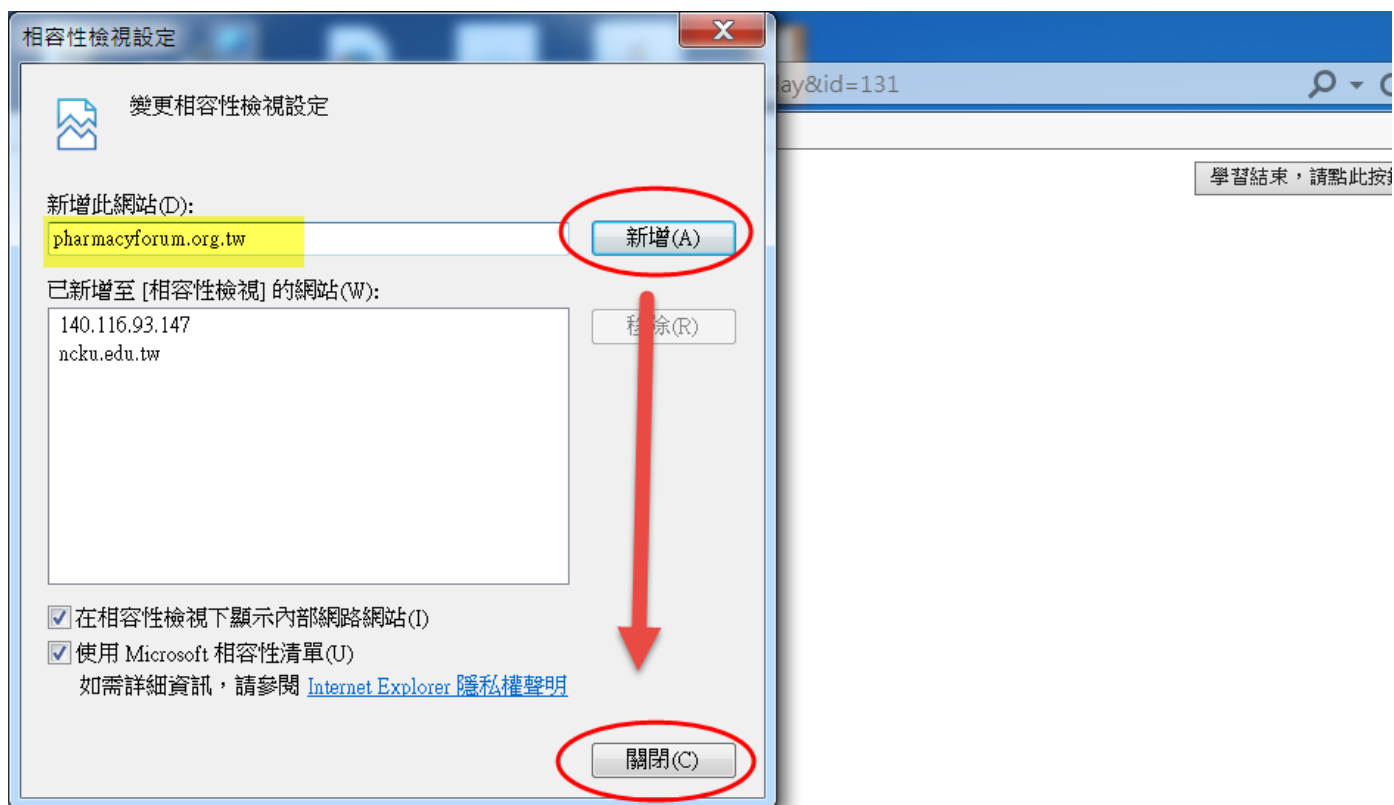 相容性檢視設定
變更相容性檢視設定
新增此網站(D):
pharmacyforum.org.tw
新增(A)
已新增至 [相容性檢視] 的網站(W):
140.116.93.147
ncku.edu.tw
移除(R)
在相容性檢視下顯示內部網路網站(I)
使用 Microsoft 相容性清單(U)
如需詳細資訊，請參閱 Internet Explorer 隱私權聲明
關閉(C)
lay&id=131
學習結束，請點此按